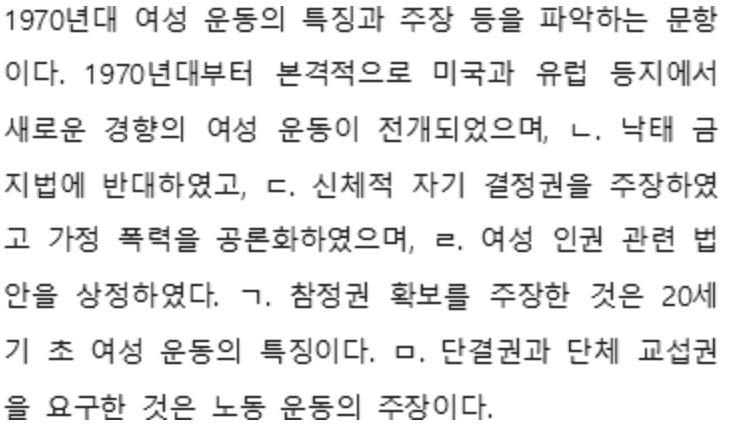 1970년대 여성 운동의 특징과 주장 등을 파악하는 문항
이다. 1970년대부터 본격적으로 미국과 유럽 등지에서
새로운 경향의 여성 운동이 전개되었으며, ㄴ. 낙태 금
지법에 반대하였고, ㄷ. 신체적 자기 결정권을 주장하였
고 가정 폭력을 공론화하였으며, ㄹ. 여성 인권 관련 법
안을 상정하였다. ㄱ. 참정권 확보를 주장한 것은 20세
기 초 여성 운동의 특징이다. ㅁ. 단결권과 단체 교섭권
을 요구한 것은 노동 운동의 주장이다.